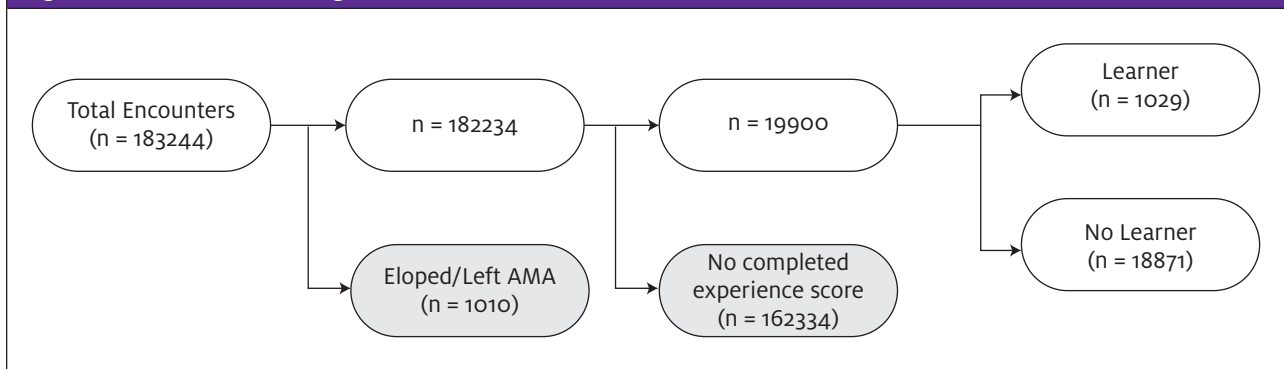 Total Encounters
(n = 183244)
n = 182234
n = 19900
Learner
(n = 1029)
Eloped/Left AMA
(n = 1010)
No completed
experience score
(n = 162334)
No Learner
(n = 18871)